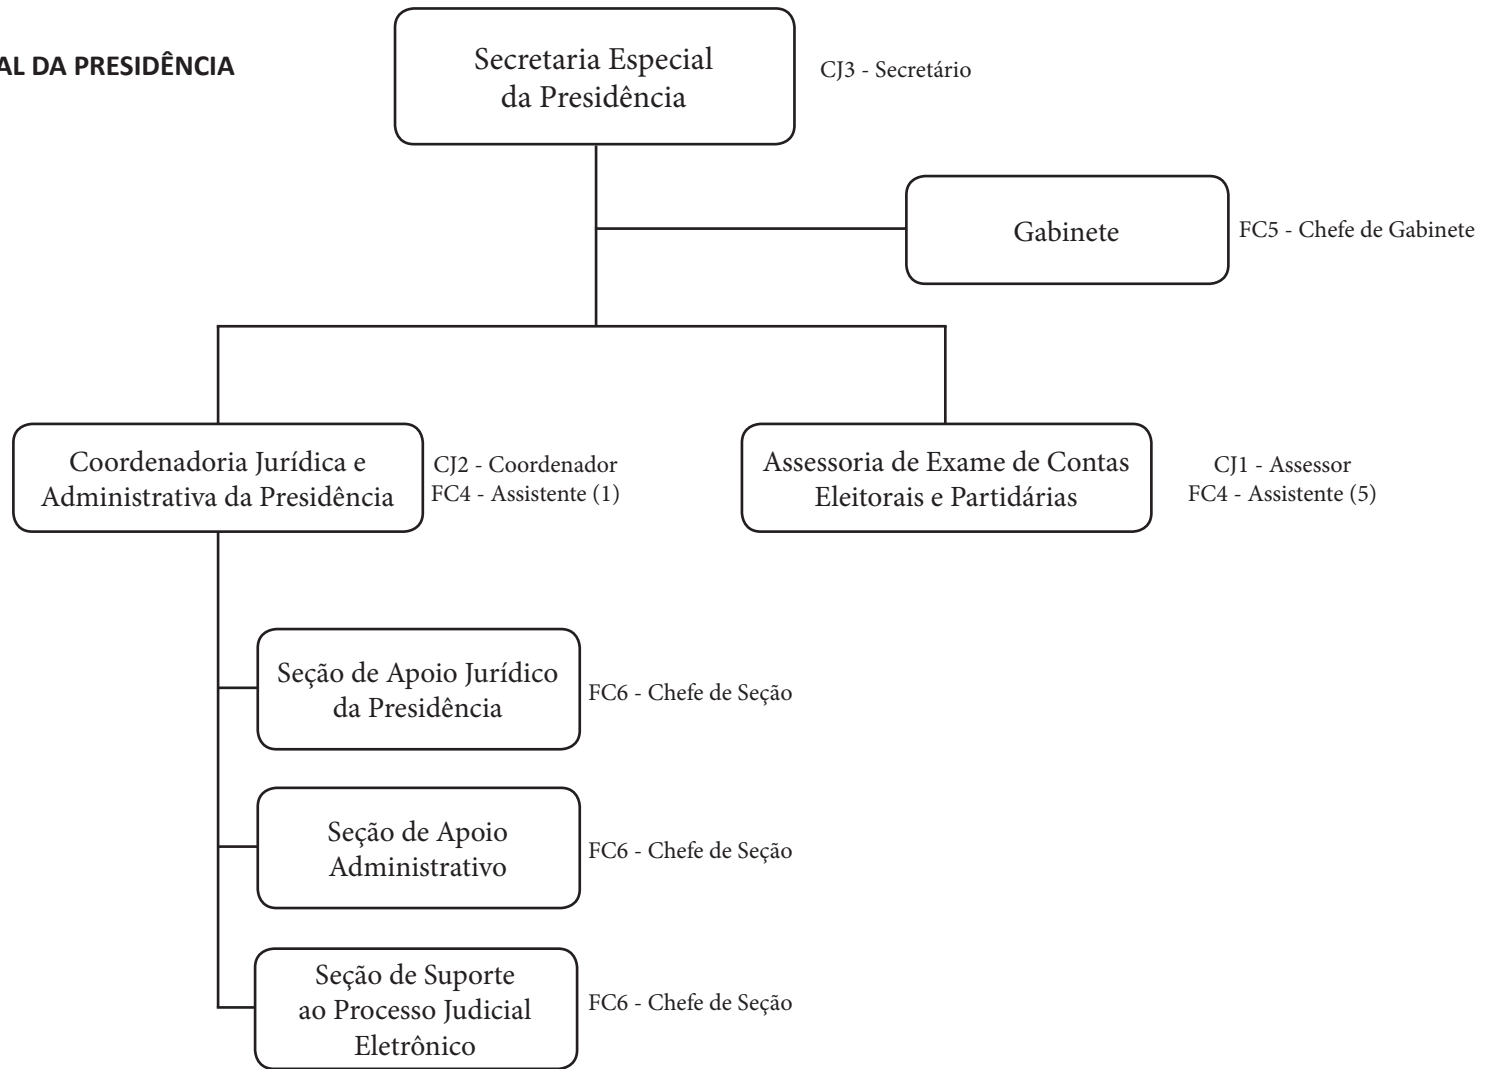 AL DA PRESIDÊNCIA
Secretaria Especial
da Presidência
CJ3 - Secretário
Gabinete
FC5 - Chefe de Gabinete
Coordenadoria Jurídica e
Administrativa da Presidência
CJ2 - Coordenador
FC4 - Assistente (1)
Assessoria de Exame de Contas
Eleitorais e Partidárias
CJ1 - Assessor
FC4 - Assistente (5)
Seção de Apoio Jurídico
da Presidência
FC6 - Chefe de Seção
Seção de Apoio
Administrativo
FC6 - Chefe de Seção
Seção de Suporte
ao Processo Judicial
Eletrônico
FC6 - Chefe de Seção